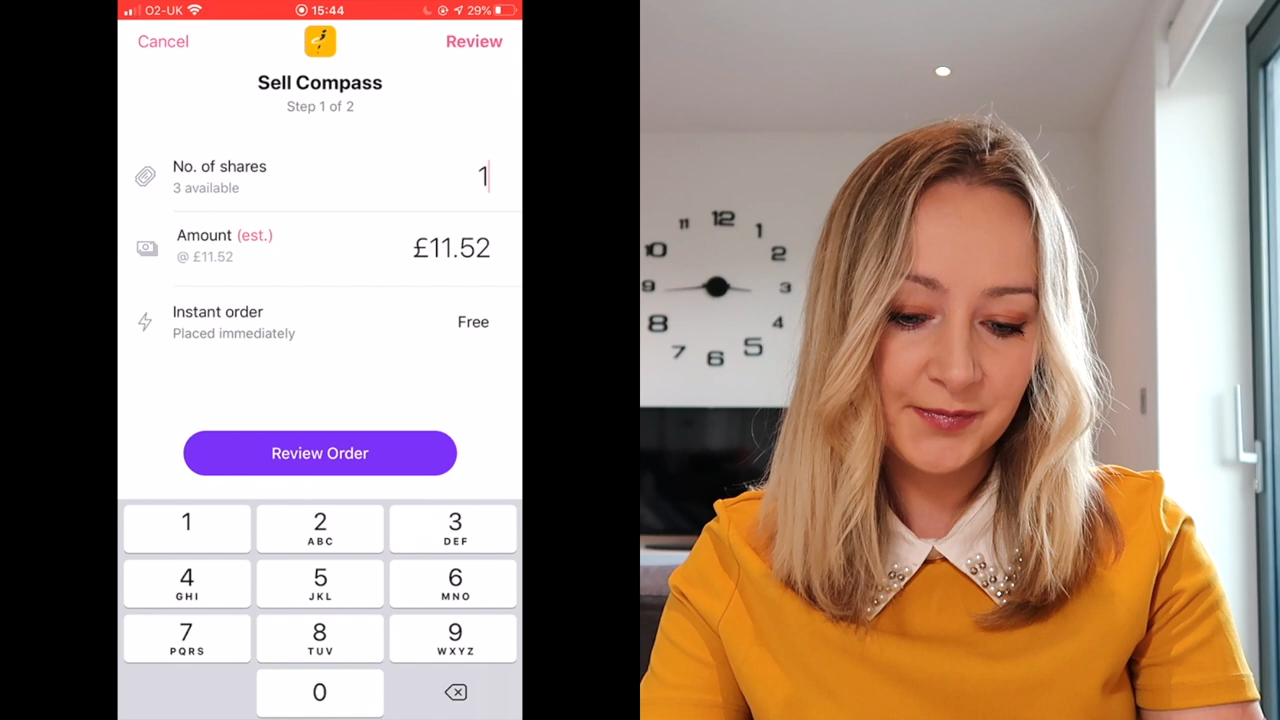 O2-UK
15:44
29%
Cancel
Review
Sell Compass
Step 1 of 2
No. of shares
3 available
1
Amount (est.)
@ £11.52
£11.52
Instant order
Placed immediately
Free
Review Order
1
2
ABC
3
DEF
4
GHI
5
JKL
6
MNO
7
PQRS
8
TUV
9
WXYZ
0
12
1
2
3
4
5
6
7
8
9
10
11